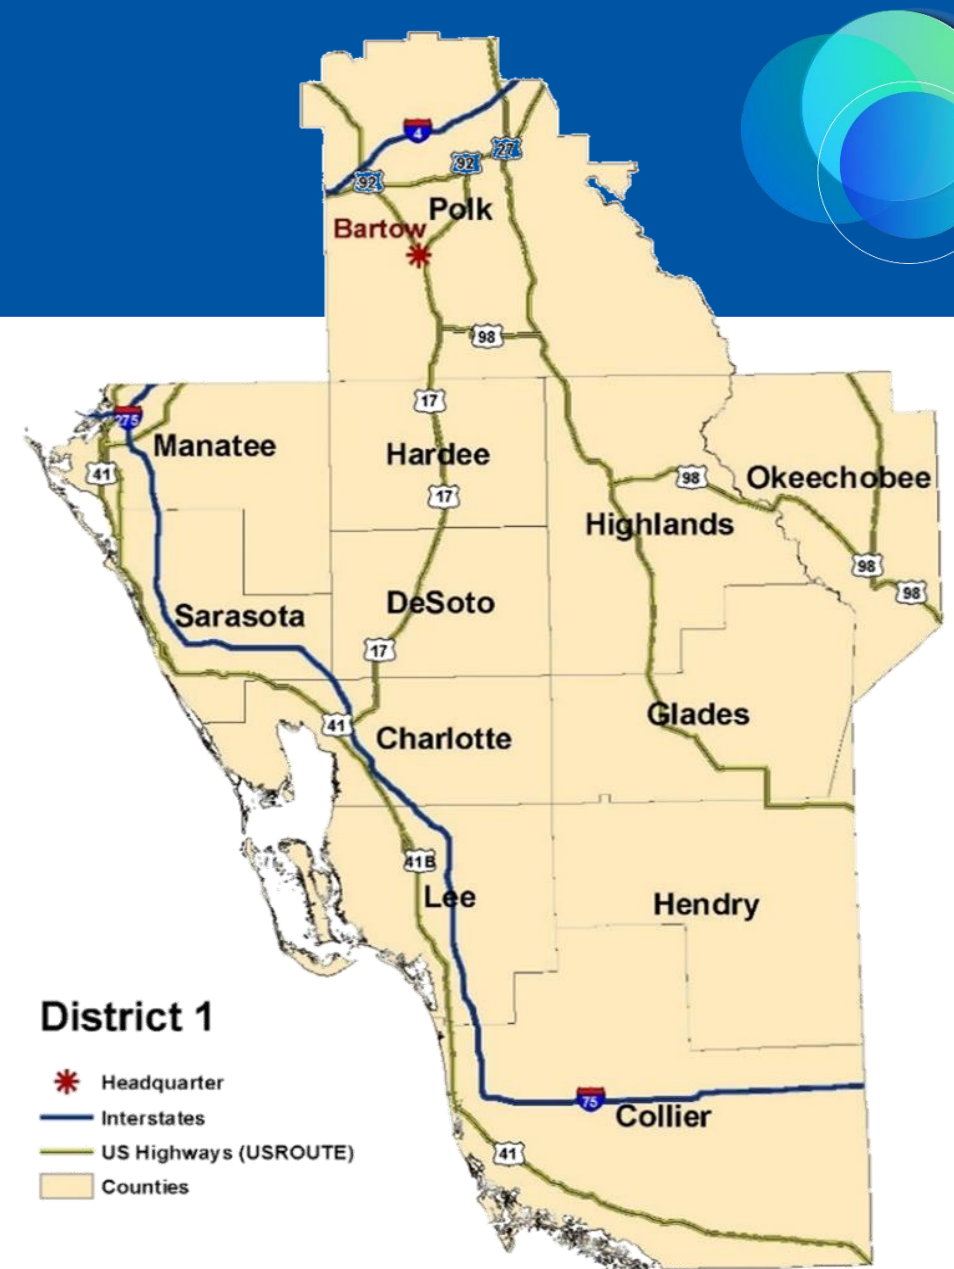 4
27
92
92
Polk
Bartow
98
17
275
Manatee
Hardee
41
98
Okeechobee
17
Highlands
98
98
DeSoto
Sarasota
17
Glades
41
Charlotte
41B
Lee
Hendry
District 1
Headquarter
75
Interstates
Collier
US Highways (USROUTE)
41
Counties